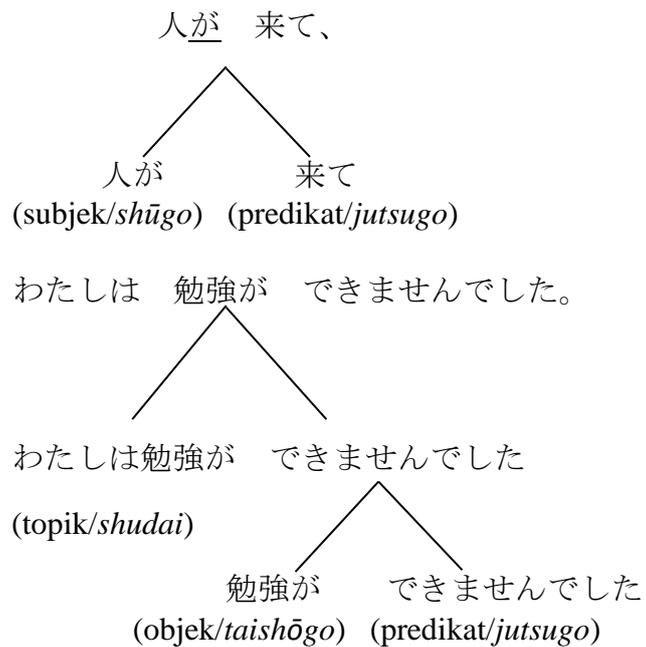 人が 来て、
人が 来て
(subjek/shūgo) (predikat/jutsugo)
わたしは 勉強が できませんでした。
わたしは勉強が できませんでした
(topik/shudai)
勉強が できませんでした
(objek/taishōgo) (predikat/jutsugo)